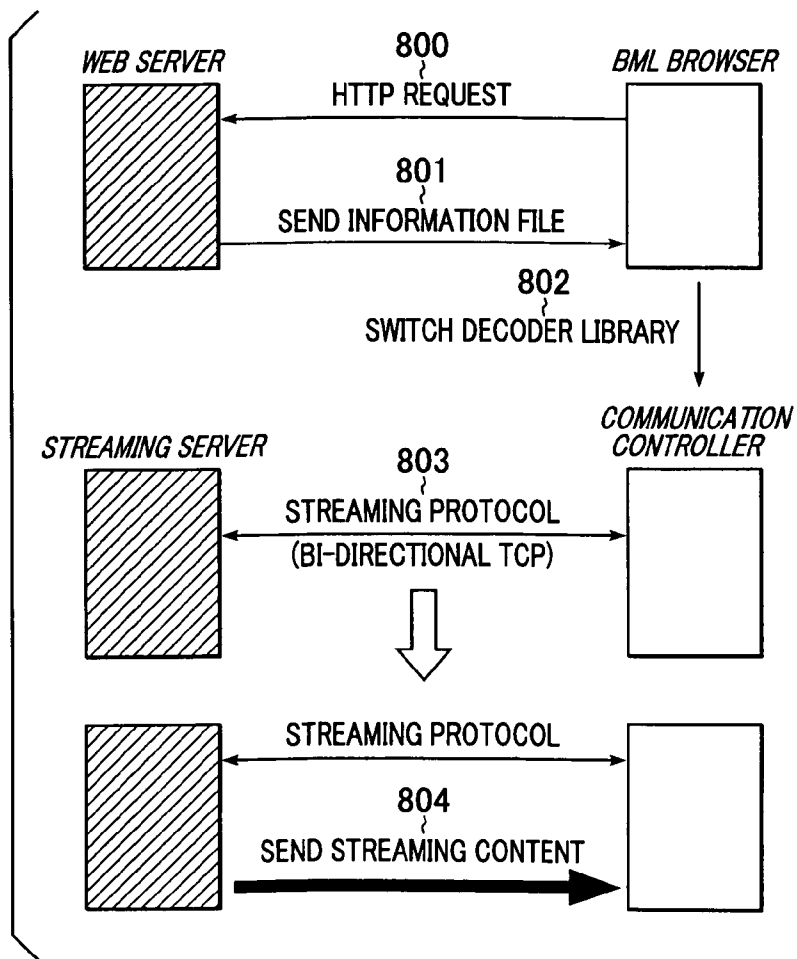 800
WEB SERVER
BML BROWSER
HTTP REQUEST
801
SEND INFORMATION FILE
802
SWITCH DECODER LIBRARY
COMMUNICATION
CONTROLLER
STREAMING SERVER
803
STREAMING PROTOCOL
(BI-DIRECTIONAL TCP)
STREAMING PROTOCOL
804
SEND STREAMING CONTENT